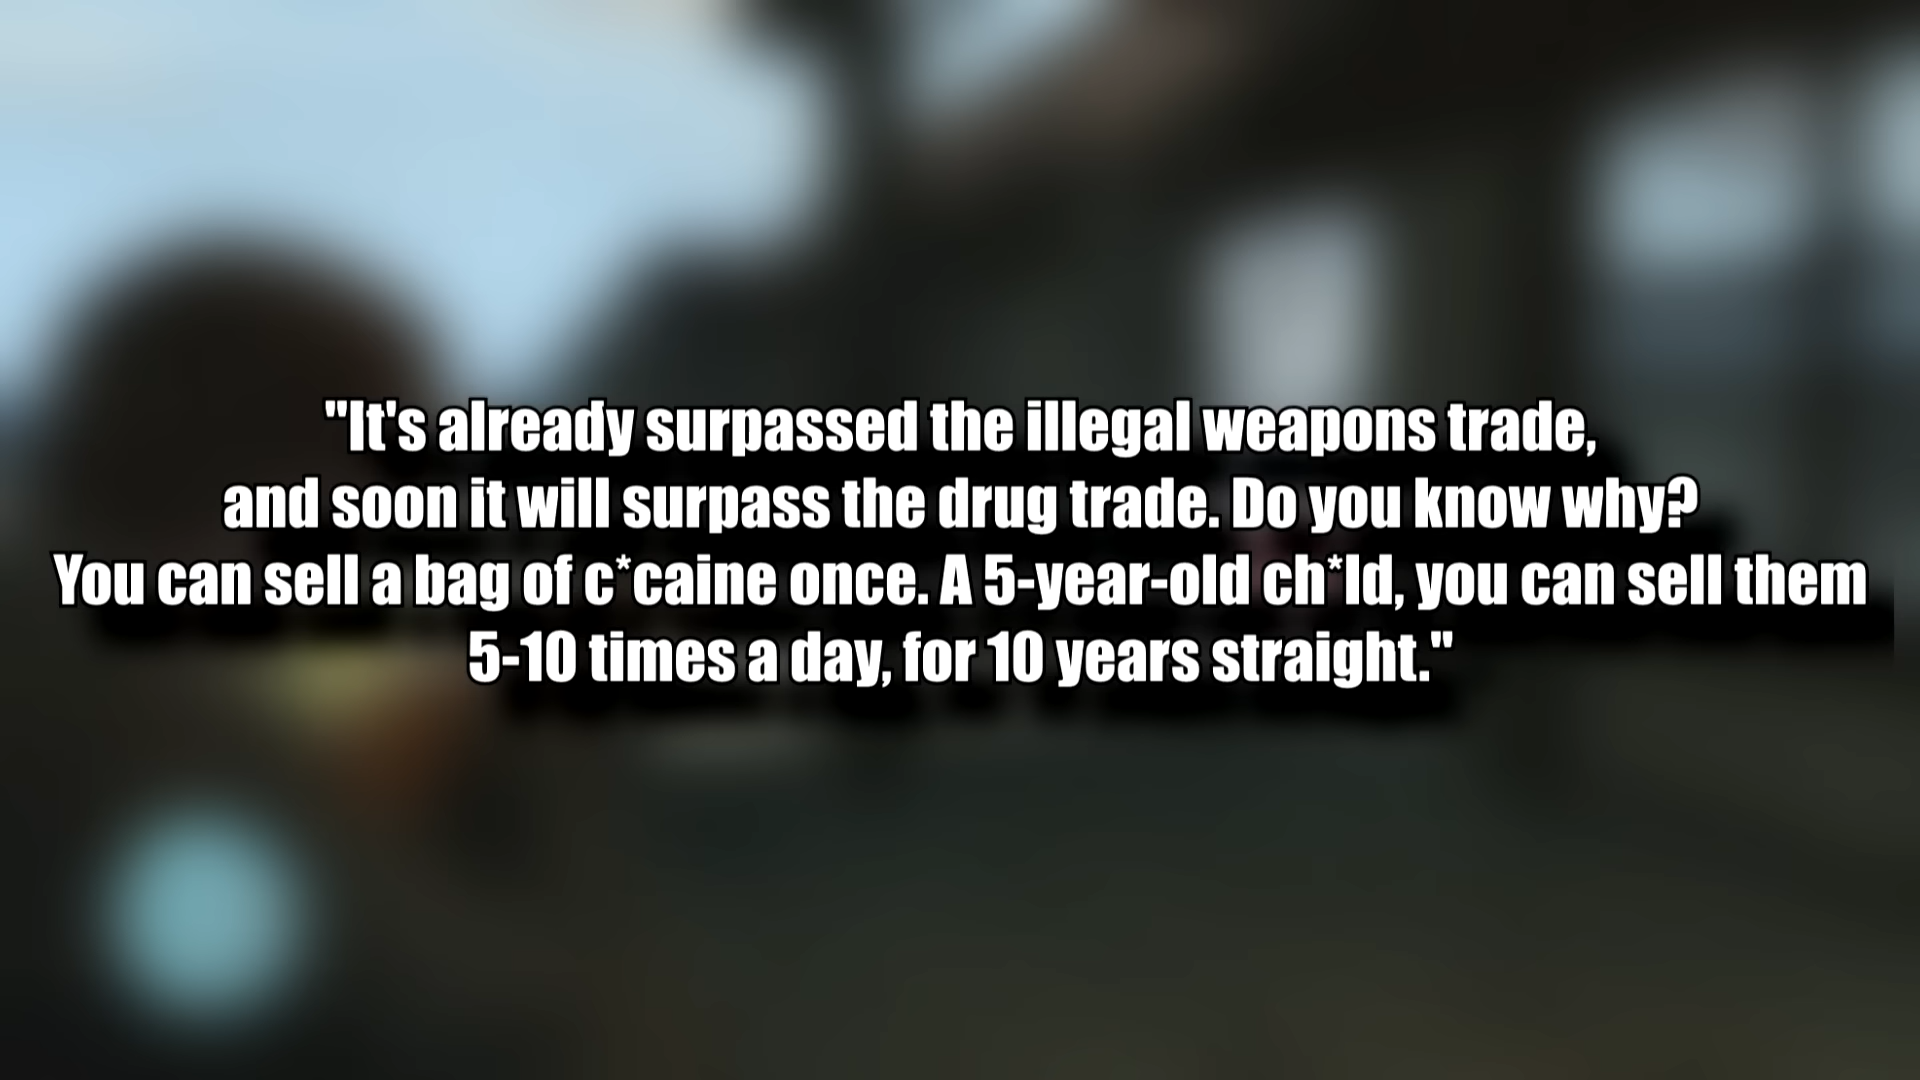 "It's already surpassed the illegal weapons trade,
and soon it will surpass the drug trade. Do you know why?
You can sell a bag of c*caine once. A 5-year-old ch*ld, you can sell them
5-10 times a day, for 10 years straight."